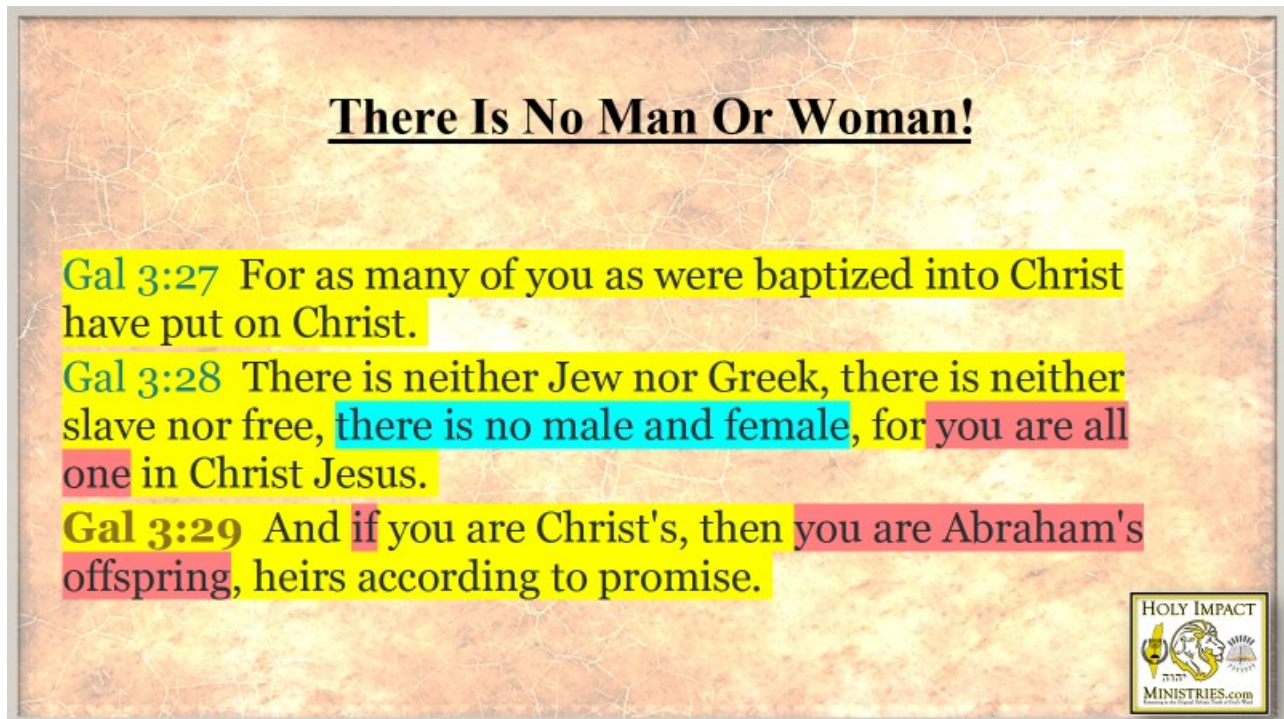 There Is No Man Or Woman!
Gal 3:27 For as many of you as were baptized into Christ
have put on Christ.
Gal 3:28 There is neither Jew nor Greek, there is neither
slave nor free, there is no male and female, for you are all
one in Christ Jesus.
Gal 3:29 And if you are Christ's, then you are Abraham's
offspring, heirs according to promise.
HOLY IMPACT
יהוה
MINISTRIES.com